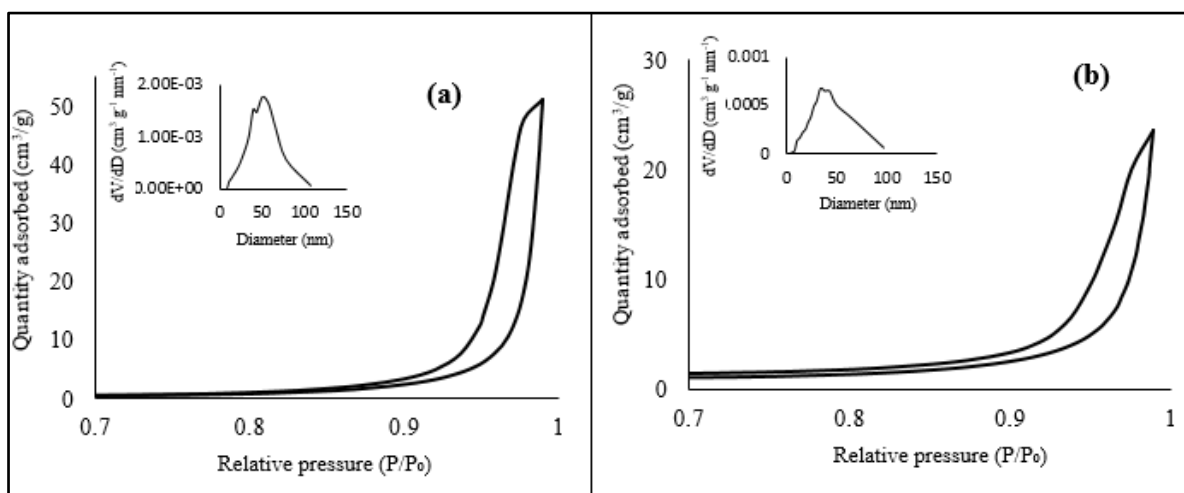 (a)
Quantity adsorbed (cm³/g)
50
40
30
20
10
0
0.7
0.8
0.9
1
Relative pressure (P/P₀)
dV/dD (cm³ g⁻¹ nm⁻¹)
2.00E-03
1.00E-03
0.00E+00
0
50
100
150
Diameter (nm)
(b)
Quantity adsorbed (cm³/g)
30
20
10
0
0.7
0.8
0.9
1
Relative pressure (P/P₀)
dV/dD (cm³ g⁻¹ nm⁻¹)
0.001
0.0005
0
0
50
100
150
Diameter (nm)